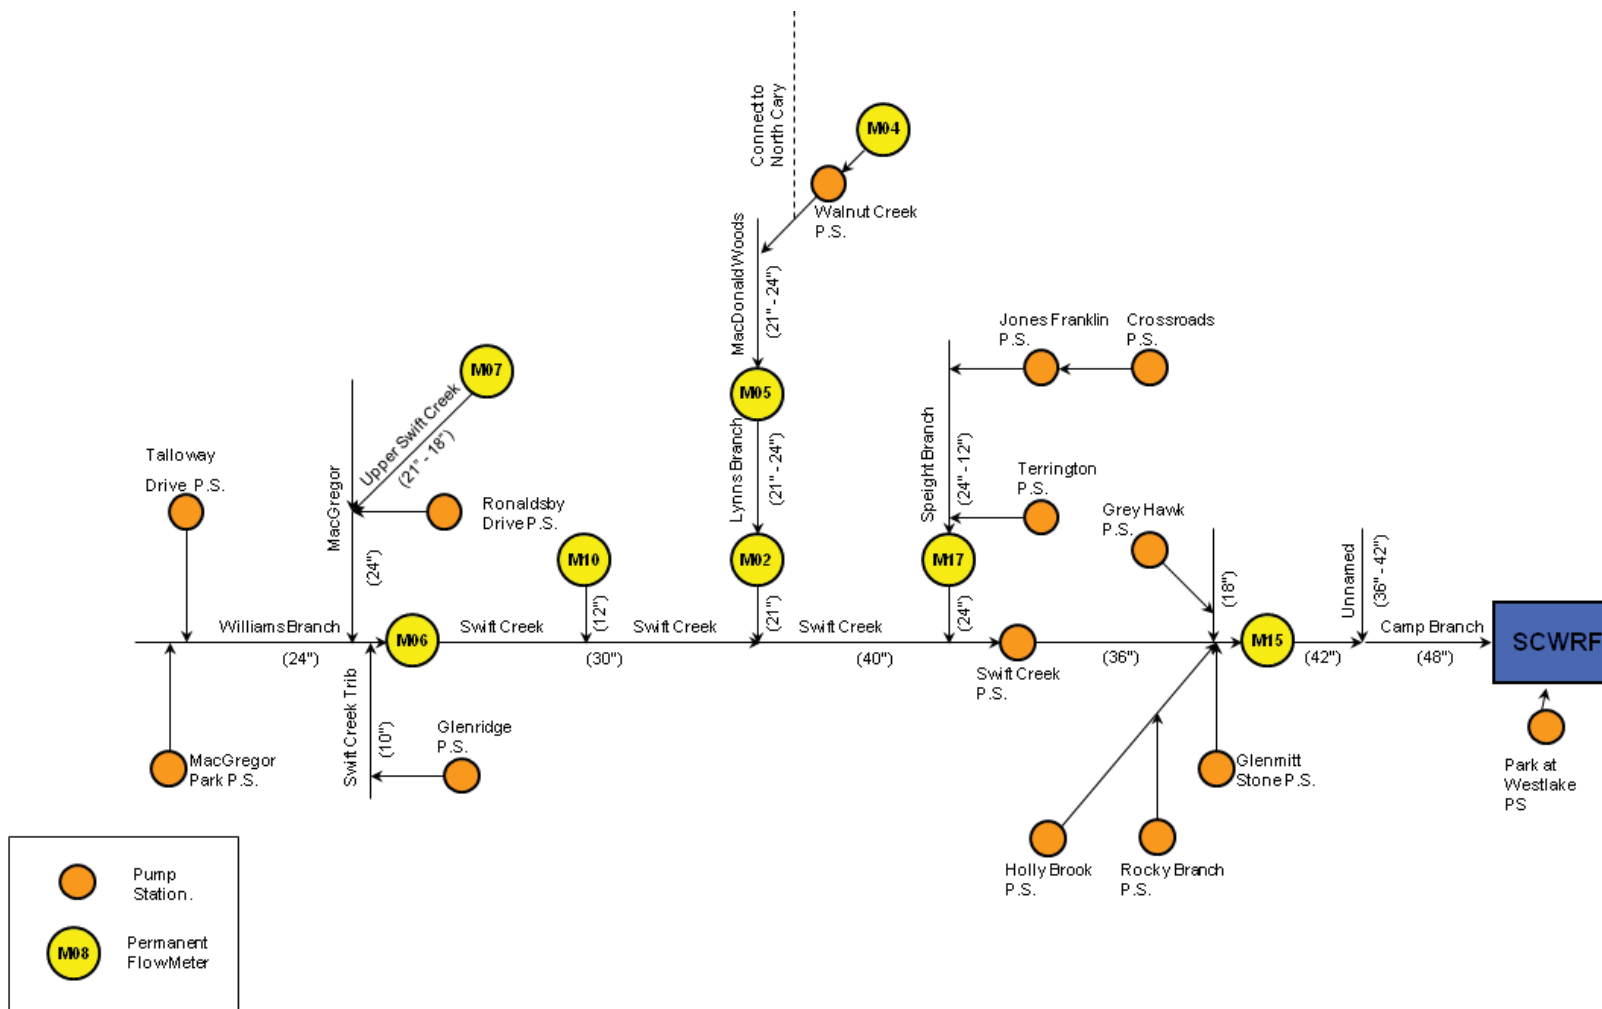 Connect to
North Cary
M04
Walnut Creek
P.S.
MacDonald Woods
(21" - 24")
Jones Franklin
P.S.
Crossroads
P.S.
M07
M05
Upper Swift Creek
(21" - 18")
Lynns Branch
(21" - 24")
Speight Branch
(24" - 12")
Talloway
Drive P.S.
MacGregor
(24")
Ronaldsby
Drive P.S.
Terrington
P.S.
Grey Hawk
P.S.
M10
M02
M17
(12")
(21")
(24")
(18")
Unnamed
(36" - 42")
Williams Branch
(24")
M06
Swift Creek
(30")
Swift Creek
Swift Creek
(40")
Swift Creek
P.S.
(36")
M15
(42")
Camp Branch
(48")
SCWRF
Swift Creek Trib
(10")
Glenridge
P.S.
MacGregor
Park P.S.
Glenmitt
Stone P.S.
Park at
Westlake
PS
Holly Brook
P.S.
Rocky Branch
P.S.
Pump
Station.
M08
Permanent
FlowMeter